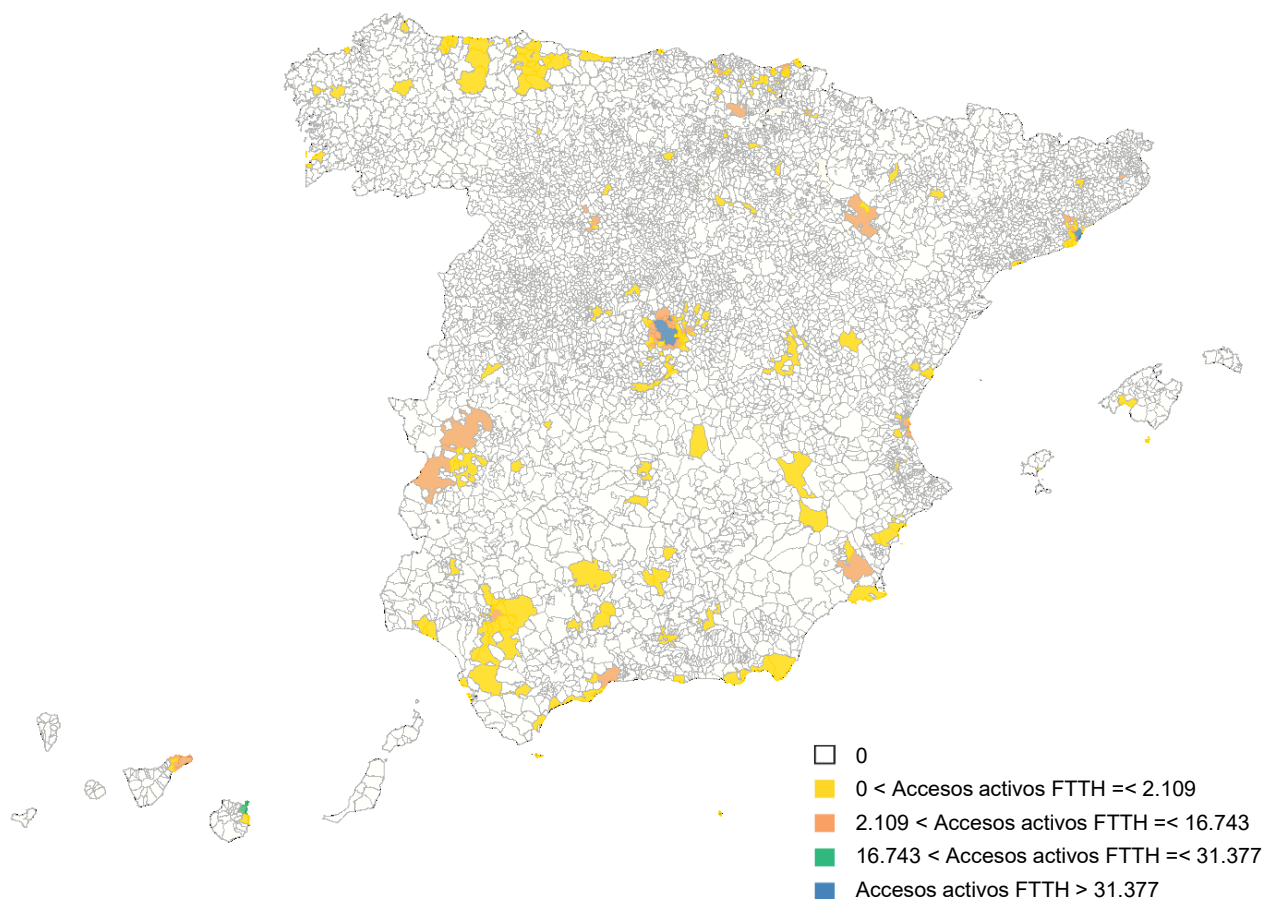 0
0 < Accesos activos FTTH =< 2.109
2.109 < Accesos activos FTTH =< 16.743
16.743 < Accesos activos FTTH =< 31.377
Accesos activos FTTH > 31.377